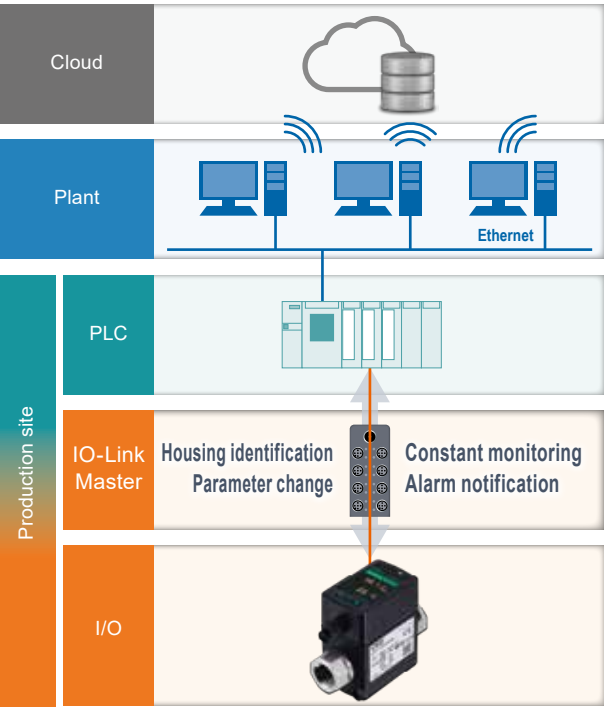 Cloud
Plant
Ethernet
Production site
PLC
IO-Link
Master
Housing identification
Parameter change
Constant monitoring
Alarm notification
I/O